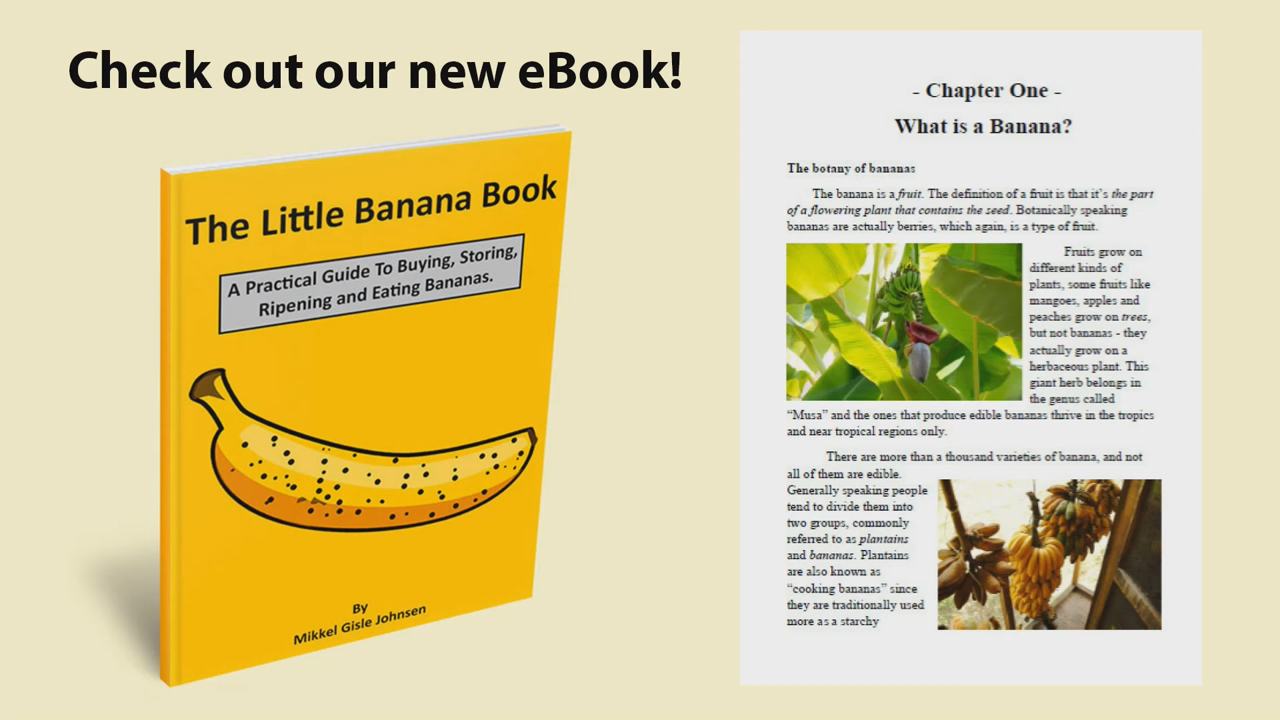 Check out our new eBook!
The Little Banana Book
A Practical Guide To Buying, Storing,
Ripening and Eating Bananas.
By
Mikkel Gisle Johnsen
- Chapter One -
What is a Banana?
The botany of bananas
The banana is a fruit. The definition of a fruit is that it's the part
of a flowering plant that contains the seed. Botanically speaking
bananas are actually berries, which again, is a type of fruit.
Fruits grow on
different kinds of
plants, some fruits like
mangoes, apples and
peaches grow on trees,
but not bananas - they
actually grow on a
herbaceous plant. This
giant herb belongs in
the genus called
“Musa” and the ones that produce edible bananas thrive in the tropics
and near tropical regions only.
There are more than a thousand varieties of banana, and not
all of them are edible.
Generally speaking people
tend to divide them into
two groups, commonly
referred to as plantains
and bananas. Plantains
are also known as
“cooking bananas” since
they are traditionally used
more as a starchy